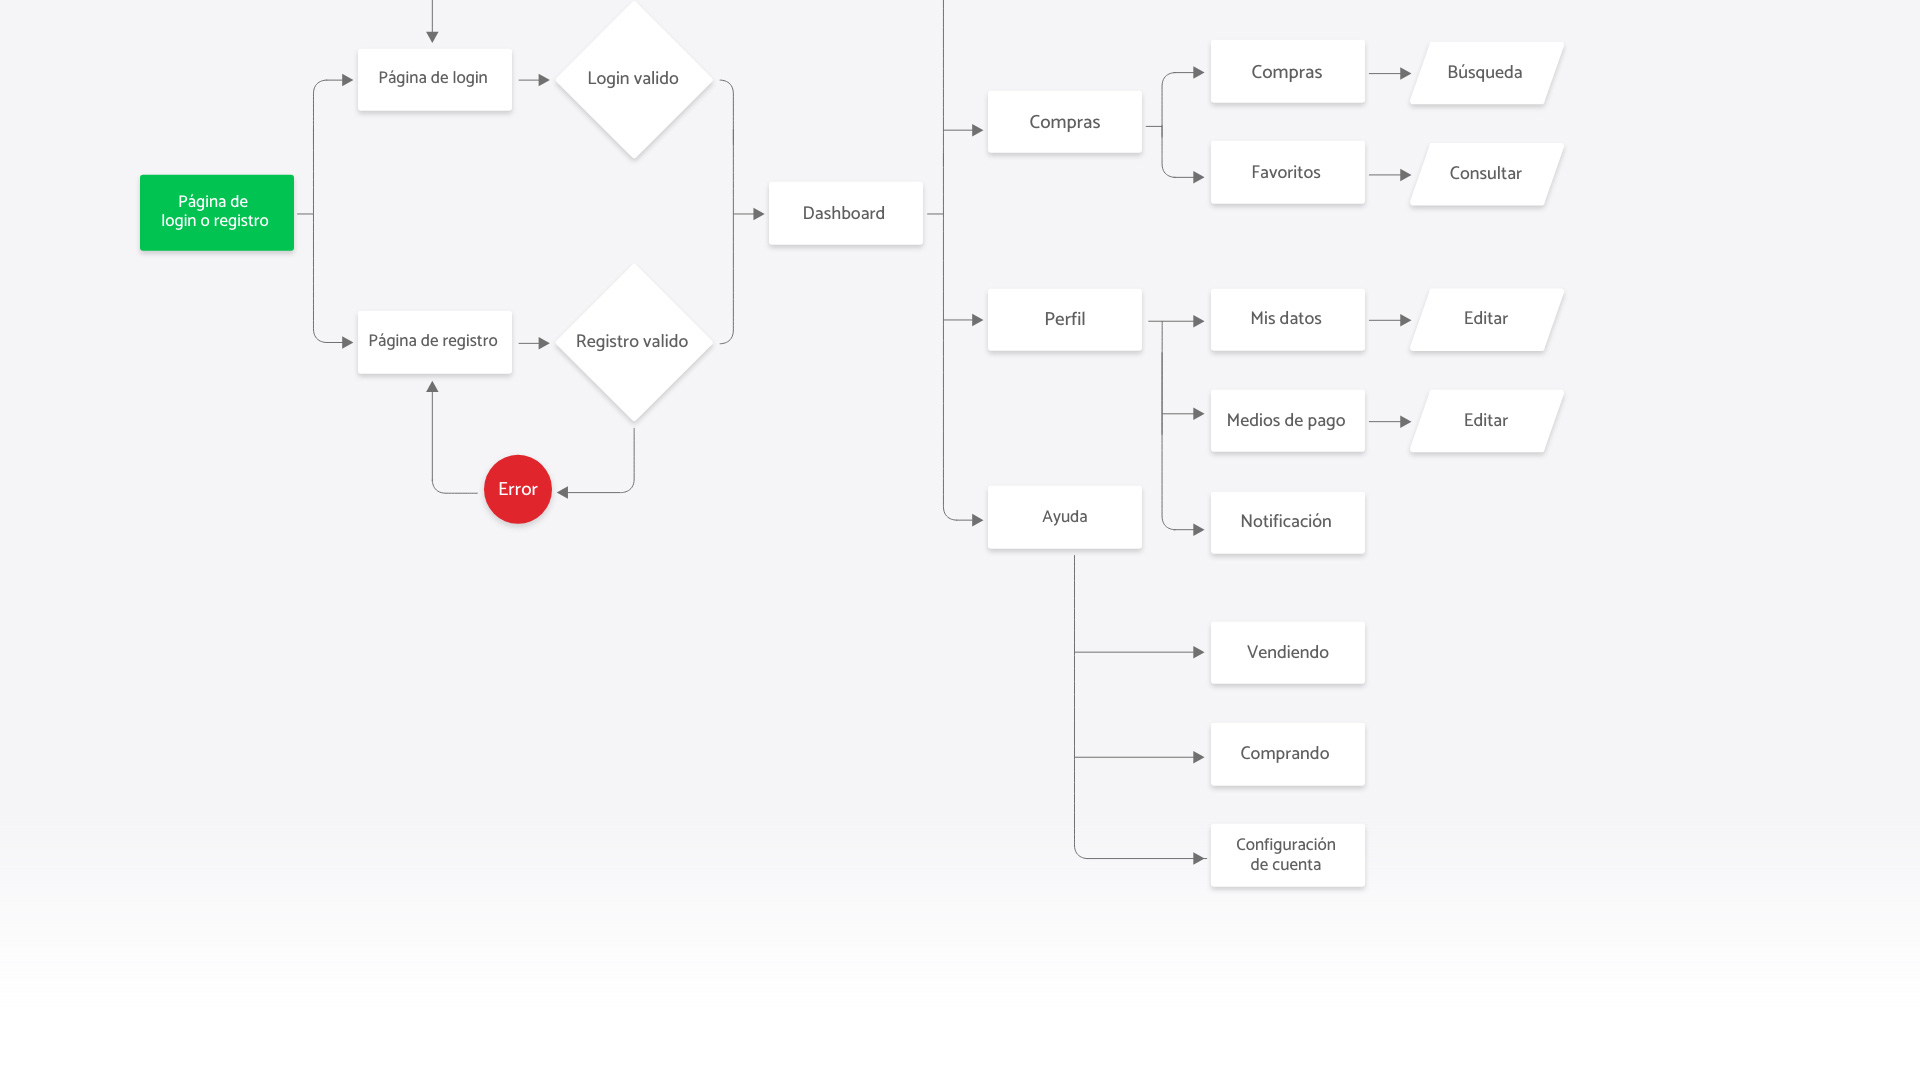 Página de login
Login valido
Página de
login o registro
Página de registro
Registro valido
Error
Dashboard
Compras
Compras
Búsqueda
Favoritos
Consultar
Perfil
Mis datos
Editar
Medios de pago
Editar
Notificación
Ayuda
Vendiendo
Comprando
Configuración
de cuenta